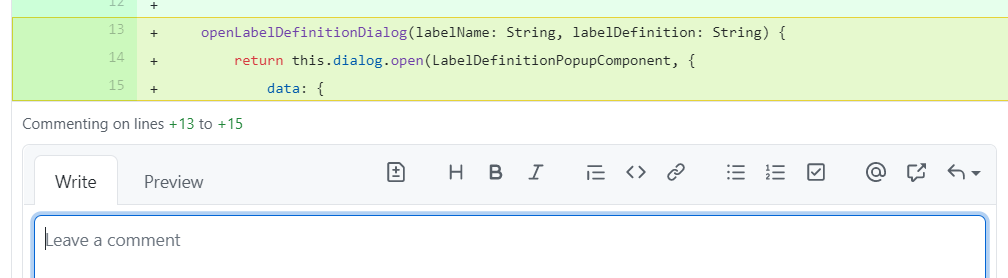 12 +
13 + openLabelDefinitionDialog(labelName: String, labelDefinition: String) {
14 + return this.dialog.open(LabelDefinitionPopupComponent, {
15 + data: {
Commenting on lines +13 to +15
Write Preview
Leave a comment